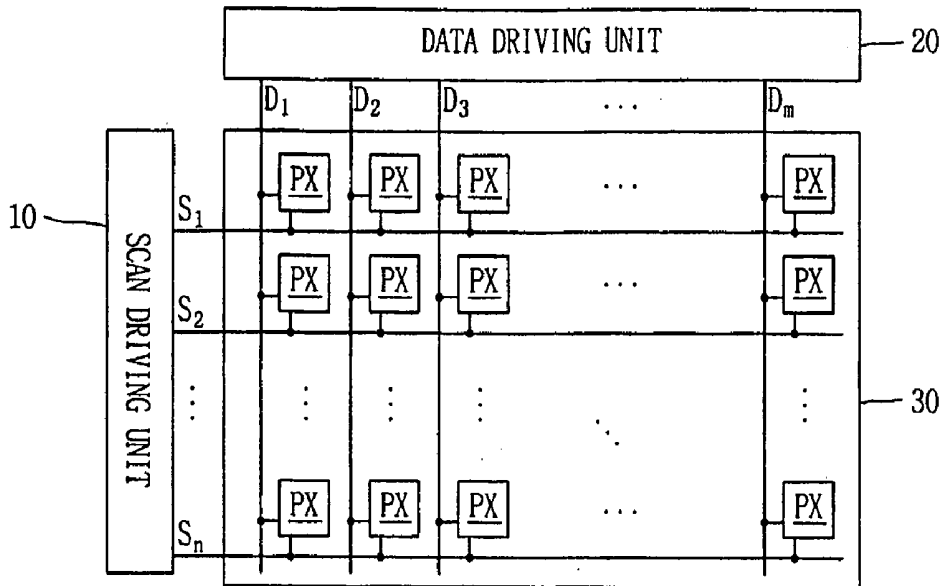 DATA DRIVING UNIT
20
D1 D2 D3 ... Dm
10
SCAN DRIVING UNIT
PX PX PX ... PX
S1
PX PX PX ... PX
S2
30
PX PX PX ... PX
Sn